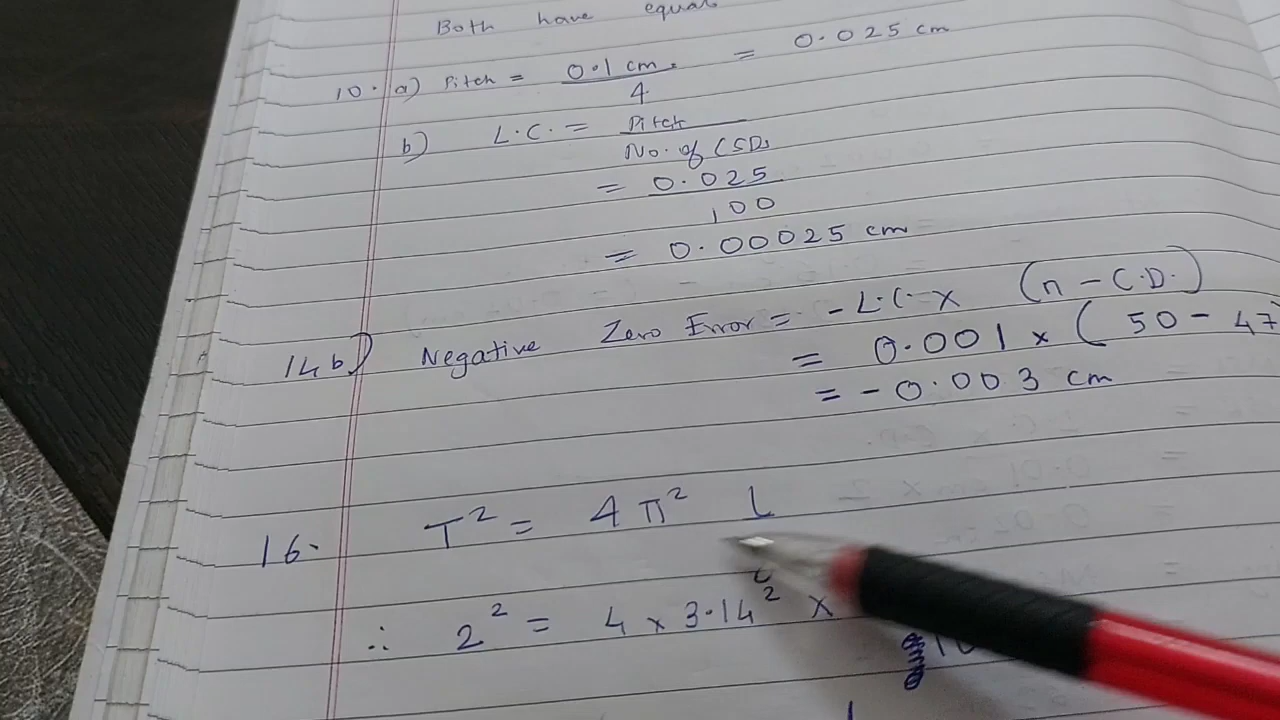 Both have equal
10. a) Pitch = 0.1 cm. / 4 = 0.025 cm
b) L.C. = Pitch / No. of CSDs
= 0.025 / 100
= 0.00025 cm
14 b) Negative Zero Error = - L.C. x (n - C.D.)
= 0.001 x ( 50 - 47
= - 0.003 cm
16. T² = 4 π² L
∴ 2² = 4 x 3.14² x